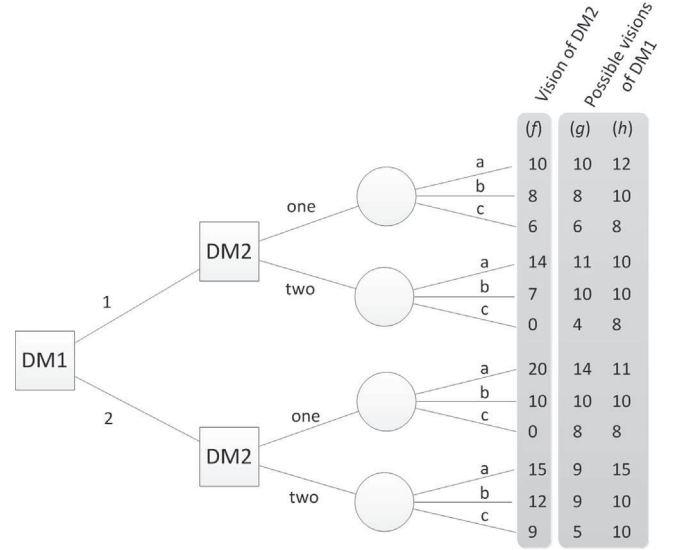 Vision of DM2
Possible visions
of DM1
(f) (g) (h)
a 10 10 12
b 8 8 10
c 6 6 8
one
DM2
a 14 11 10
two
b 7 10 10
c 0 4 8
1
DM1
a 20 14 11
b 10 10 10
c 0 8 8
2
one
DM2
a 15 9 15
two
b 12 9 10
c 9 5 10